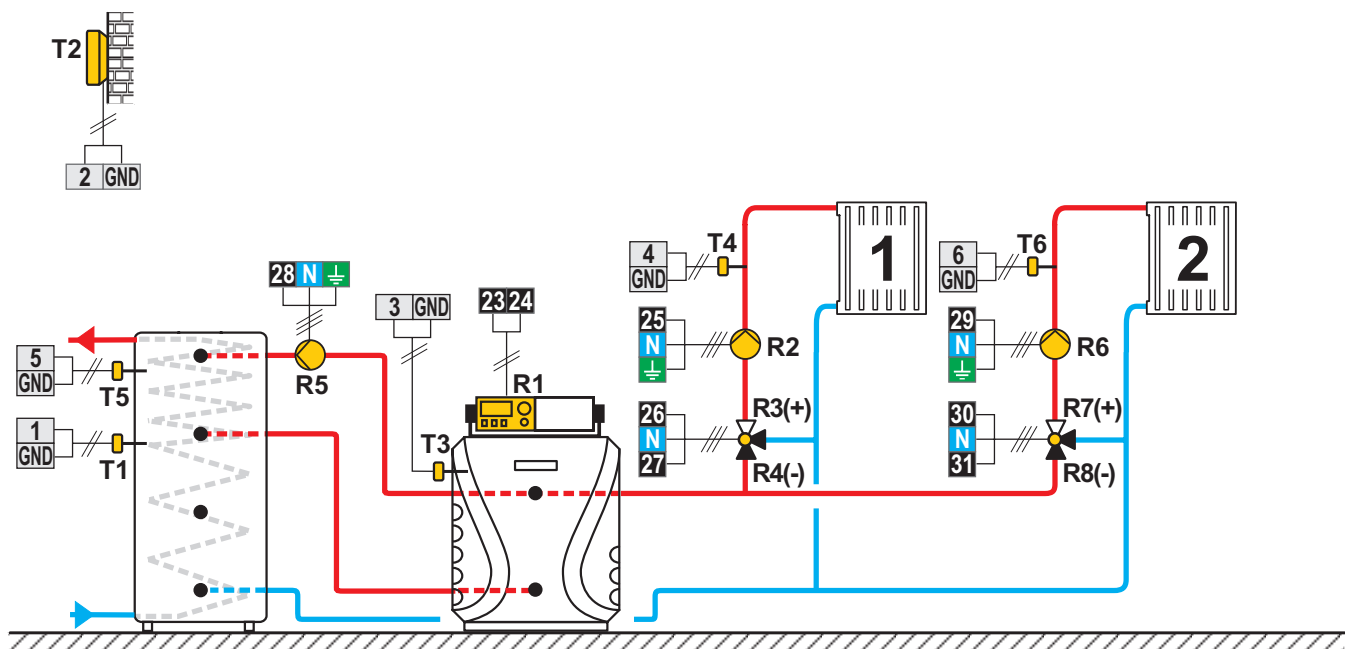 T2
2 GND
1
2
4
GND
T4
6
GND
T6
28 N
3 GND
23 24
25
N
R2
29
N
R6
5
GND
T5
R5
R1
1
GND
T1
T3
26
N
27
R3(+)
R4(-)
30
N
31
R7(+)
R8(-)